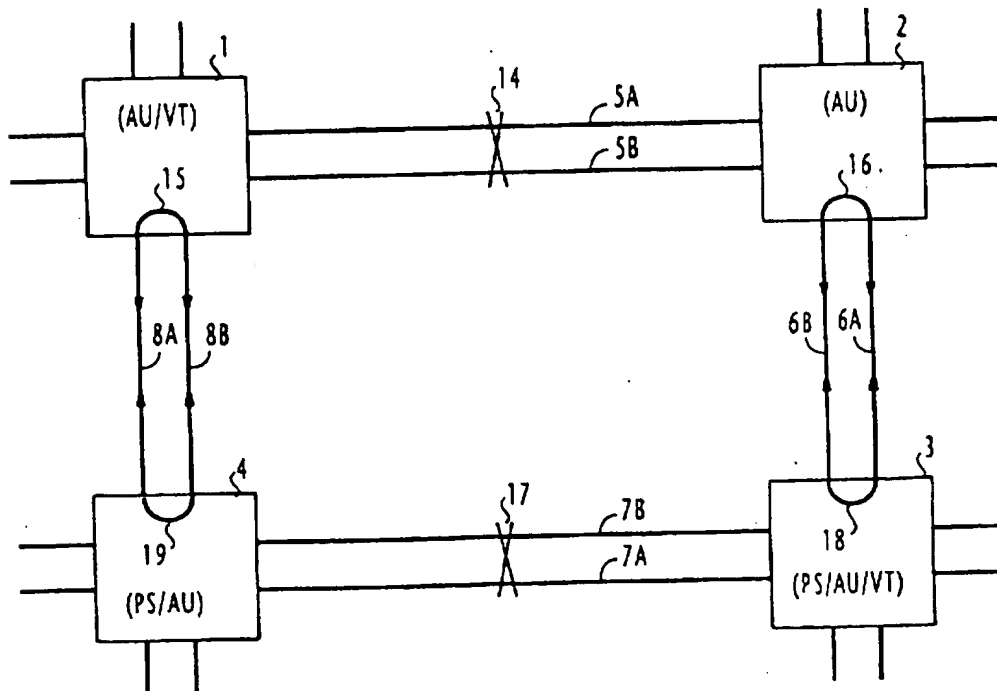 1
2
14
(AU/VT)
5A
(AU)
5B
15
16.
8A
8B
6B
6A
4
3
17
7B
19
7A
18
(PS/AU)
(PS/AU/VT)